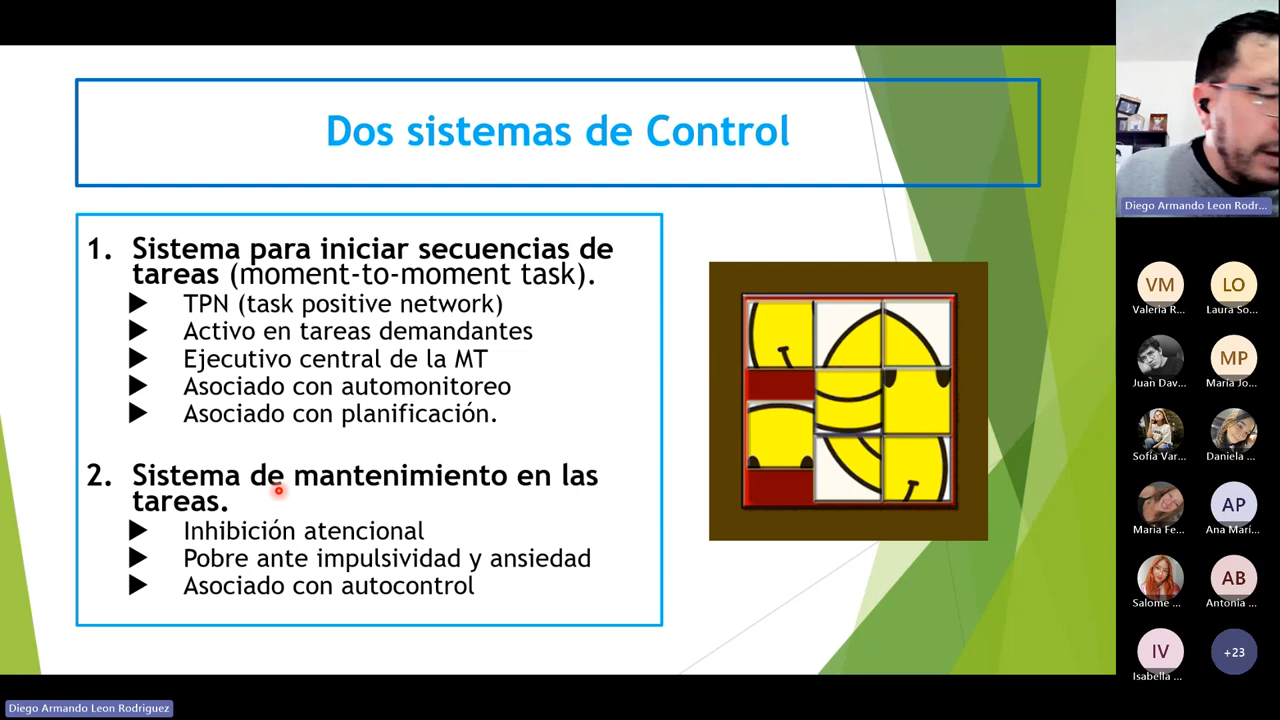 Dos sistemas de Control
1. Sistema para iniciar secuencias de
tareas (moment-to-moment task).
TPN (task positive network)
Activo en tareas demandantes
Ejecutivo central de la MT
Asociado con automonitoreo
Asociado con planificación.
2. Sistema de mantenimiento en las
tareas.
Inhibición atencional
Pobre ante impulsividad y ansiedad
Asociado con autocontrol
Diego Armando Leon Rodr...
VM
LO
Valeria R...
Laura So...
MP
Juan Dav...
Maria Jo...
Sofía Var...
Daniela ...
AP
Maria Fe...
Ana Marí...
AB
Salome ...
Antonia ...
IV
+23
Isabella ...
Diego Armando Leon Rodriguez